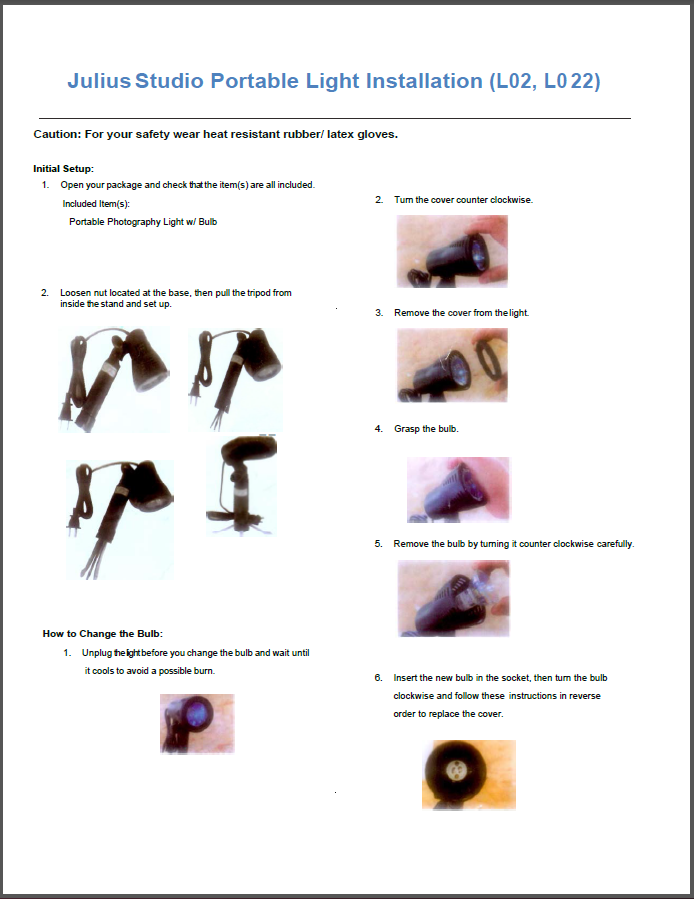 Julius Studio Portable Light Installation (L02, L022)
Caution: For your safety wear heat resistant rubber/ latex gloves.
Initial Setup:
1. Open your package and check that the item(s) are all included.
Included Item(s):
Portable Photography Light w/ Bulb
2. Loosen nut located at the base, then pull the tripod from
inside the stand and set up.
How to Change the Bulb:
1. Unplug the light before you change the bulb and wait until
it cools to avoid a possible burn.
2. Turn the cover counter clockwise.
3. Remove the cover from the light.
4. Grasp the bulb.
5. Remove the bulb by turning it counter clockwise carefully.
6. Insert the new bulb in the socket, then turn the bulb
clockwise and follow these instructions in reverse
order to replace the cover.